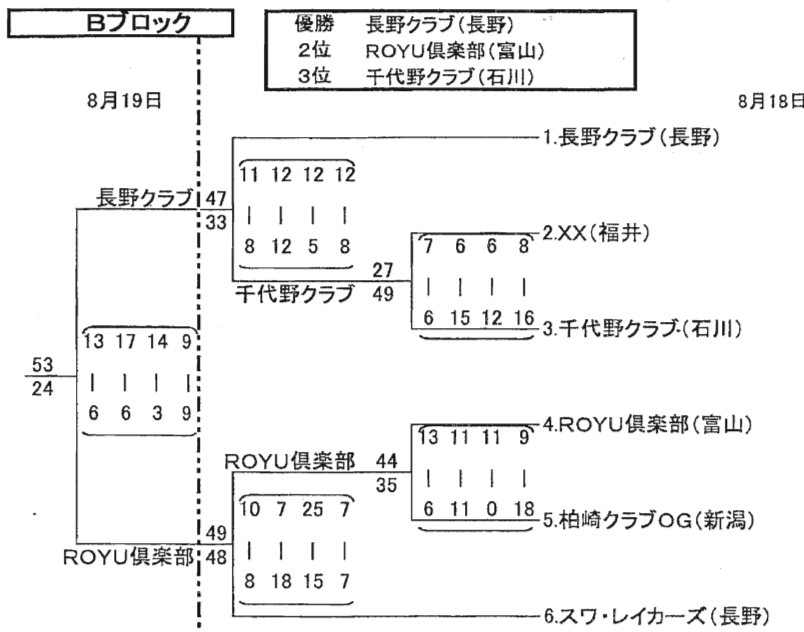 Bブロック
優勝 長野クラブ(長野)
2位 ROYU倶楽部(富山)
3位 千代野クラブ(石川)
8月19日
8月18日
1.長野クラブ(長野)
11 12 12 12
長野クラブ 47
33
8 12 5 8
2.XX(福井)
7 6 6 8
27
千代野クラブ 49
6 15 12 16
3.千代野クラブ(石川)
13 17 14 9
53
24
6 6 3 9
4.ROYU倶楽部(富山)
13 11 11 9
ROYU倶楽部 44
35
6 11 0 18
5.柏崎クラブOG(新潟)
10 7 25 7
49
ROYU倶楽部 48
8 18 15 7
6.スワ・レイカーズ(長野)